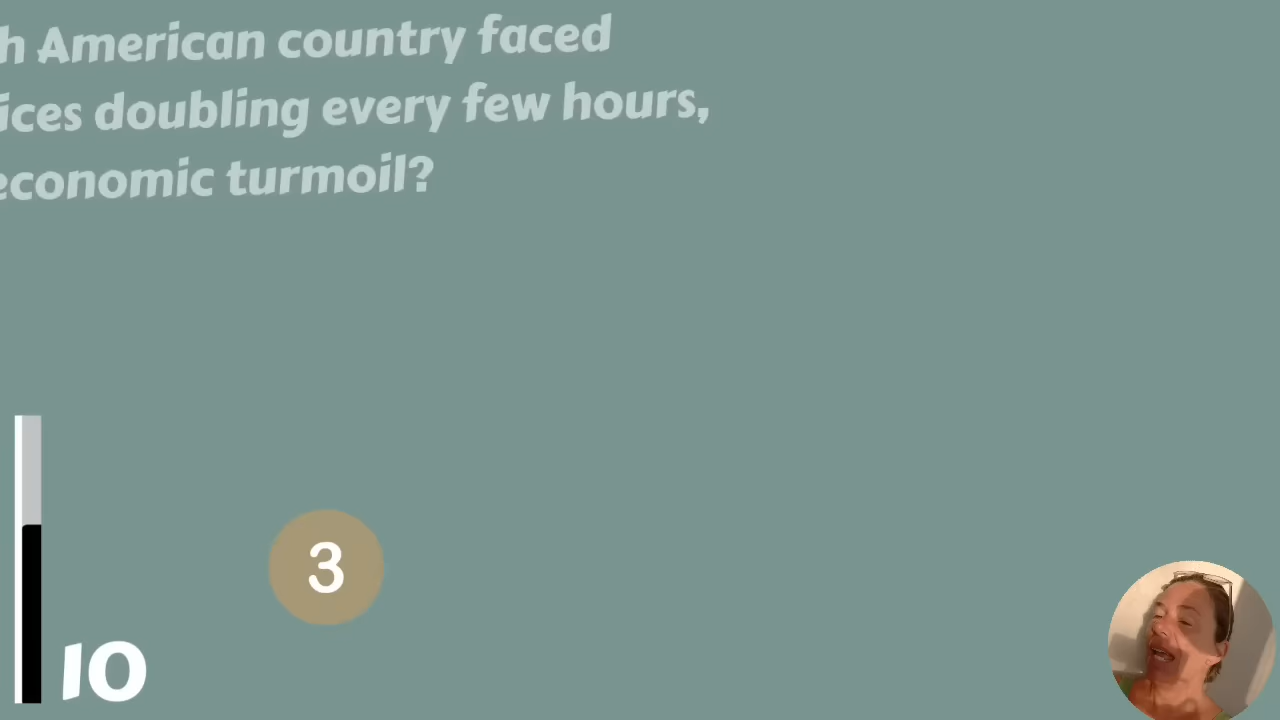 h American country faced
ices doubling every few hours,
economic turmoil?
3
10